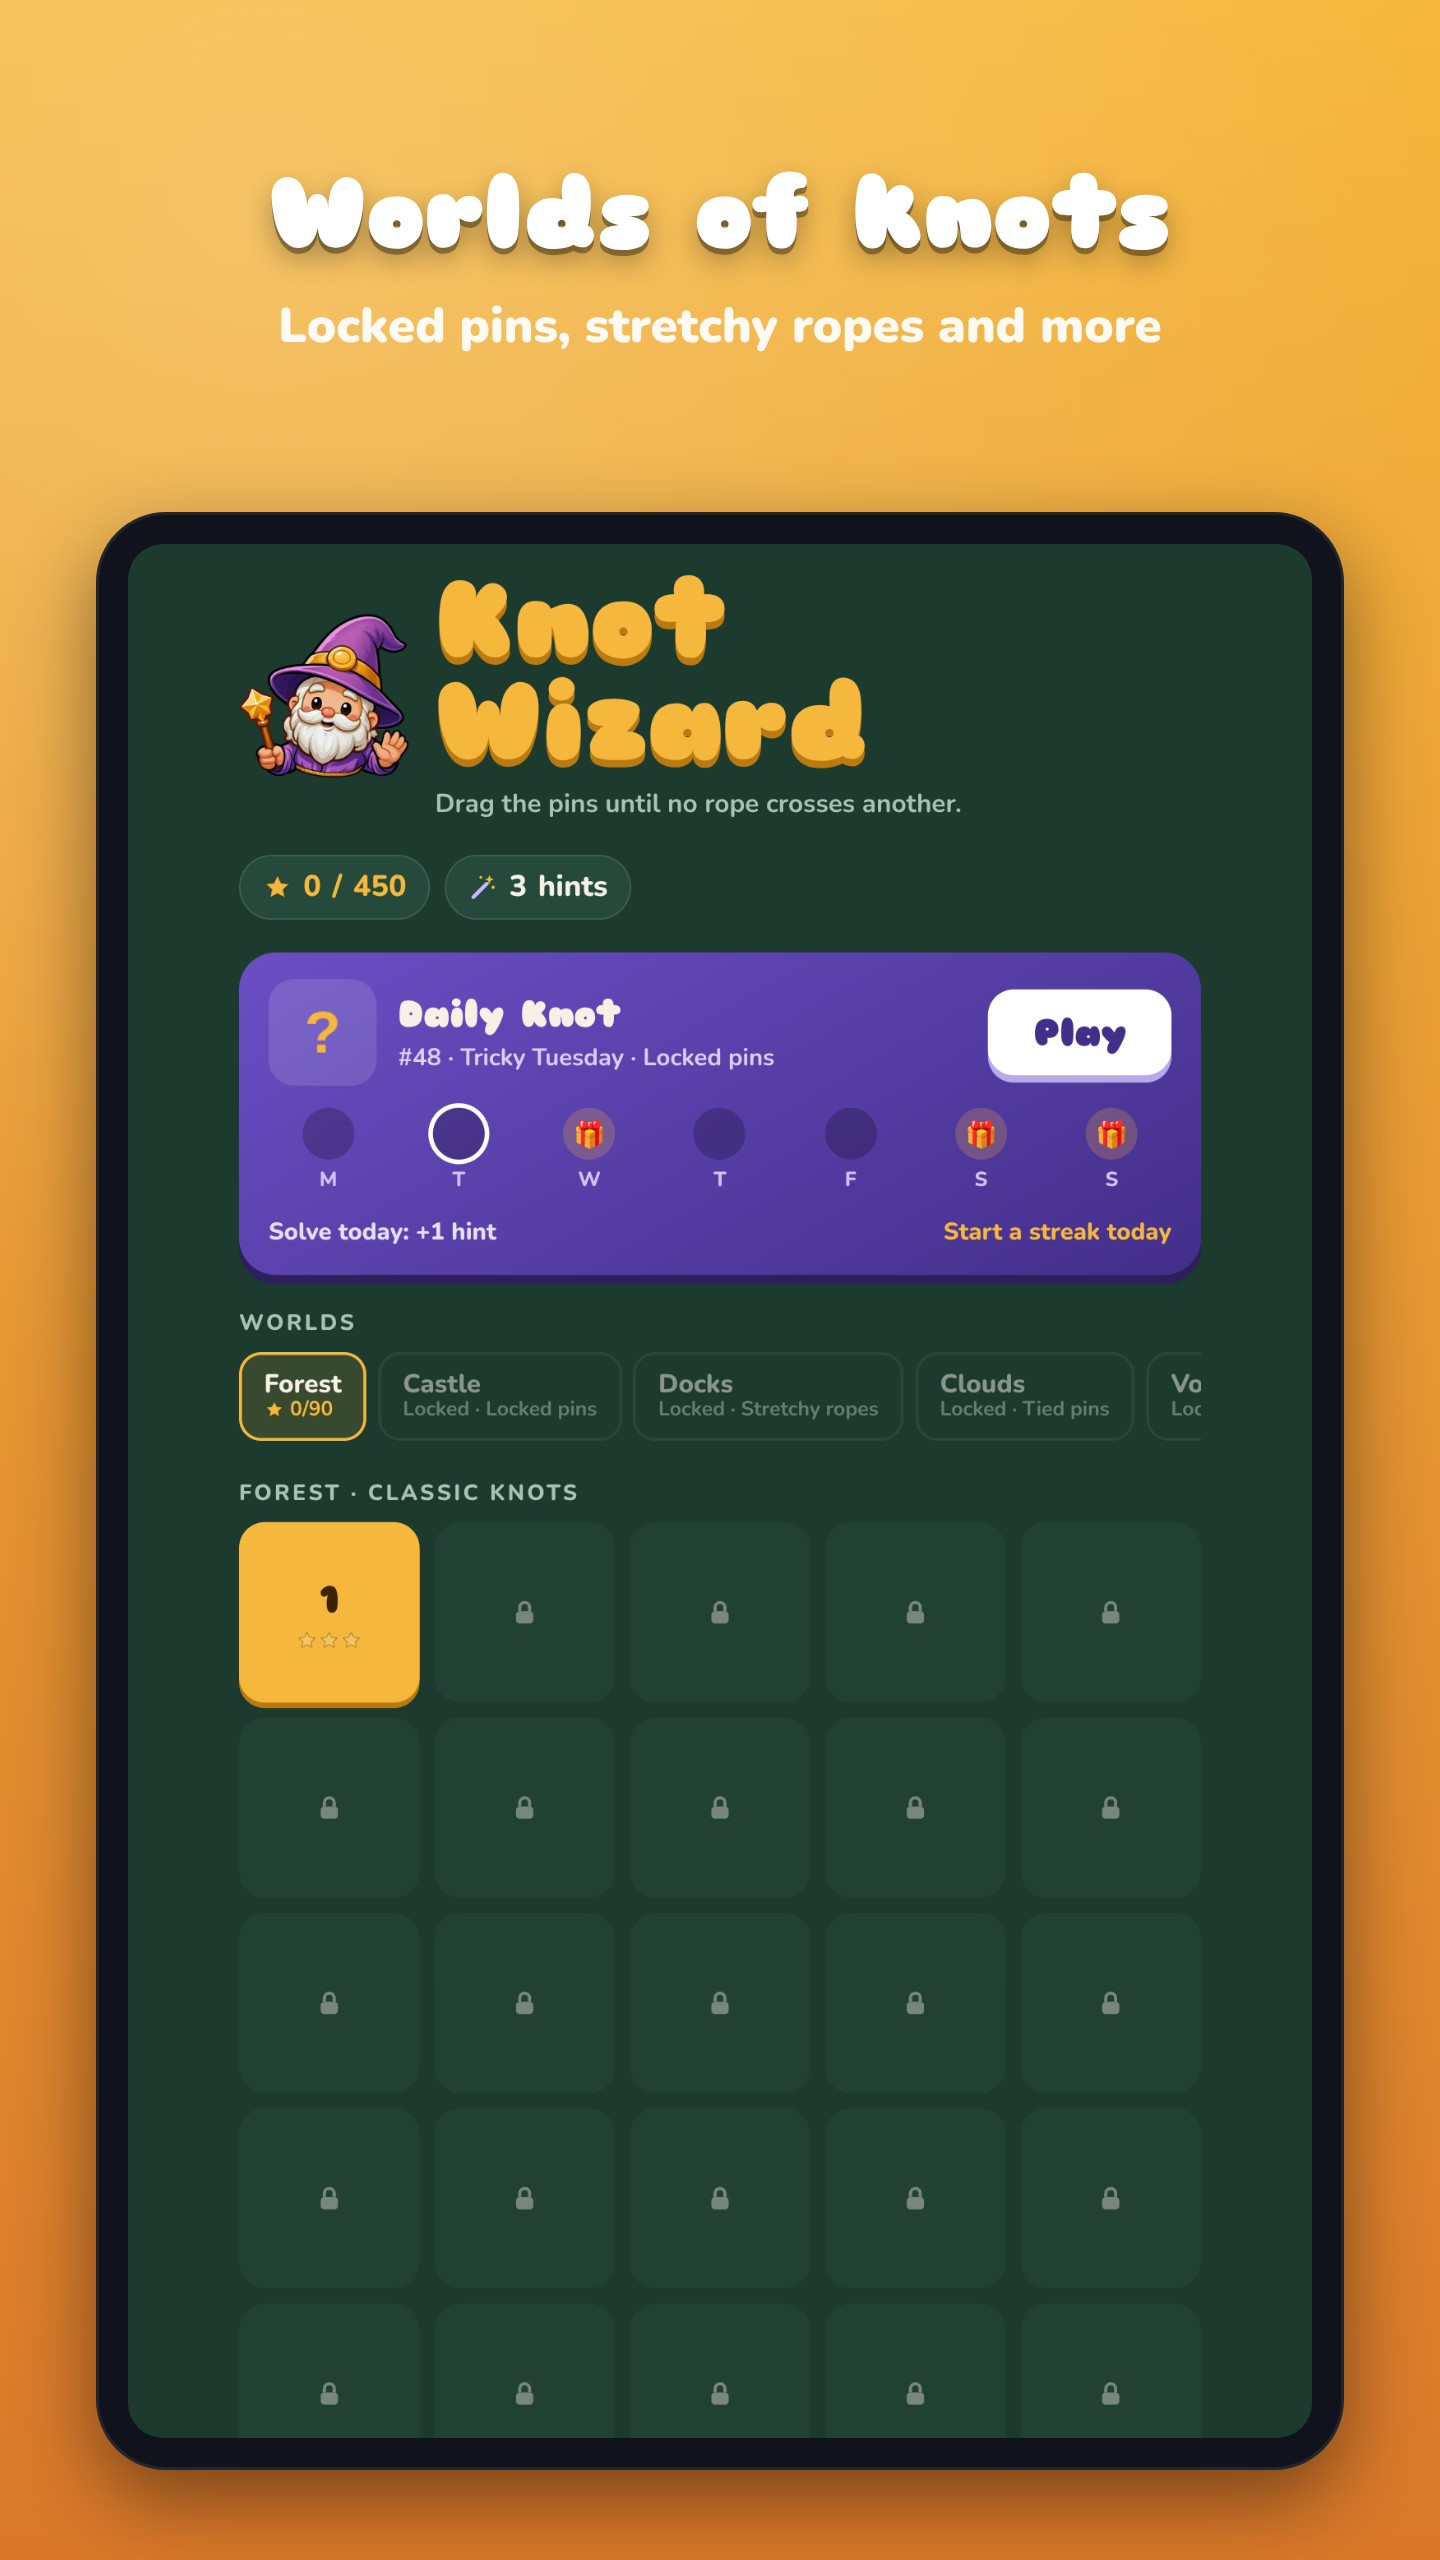 Worlds of Knots
Locked pins, stretchy ropes and more
Knot
Wizard
Drag the pins until no rope crosses another.
0 / 450
3 hints
?
Daily Knot
#48 · Tricky Tuesday · Locked pins
Play
M T W T F S S
Solve today: +1 hint
Start a streak today
WORLDS
Forest
0/90
Castle
Locked · Locked pins
Docks
Locked · Stretchy ropes
Clouds
Locked · Tied pins
Vo
Loc
FOREST · CLASSIC KNOTS
1